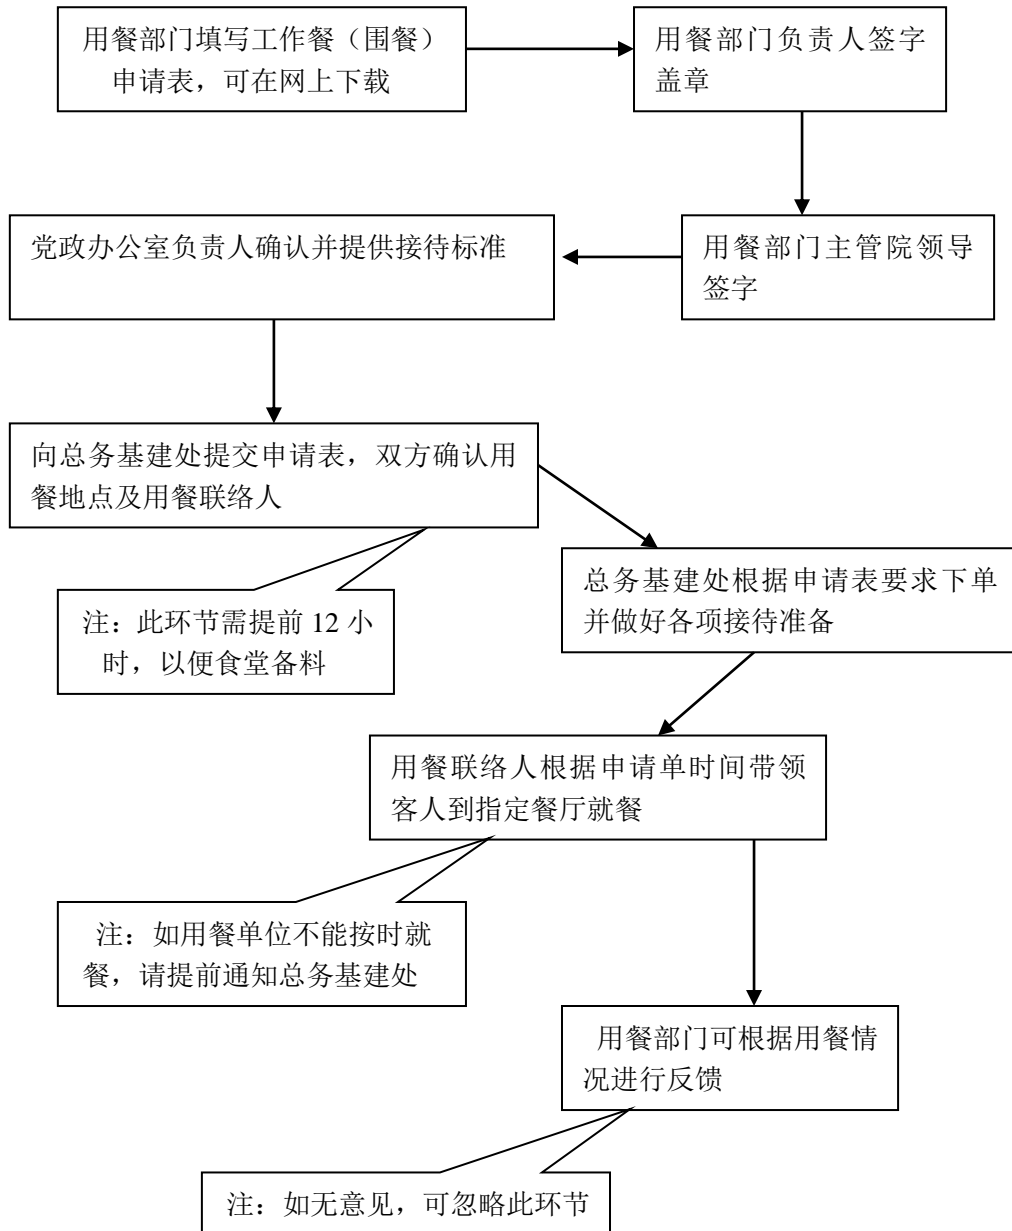 用餐部门填写工作餐（围餐）
申请表，可在网上下载
用餐部门负责人签字
盖章
用餐部门主管院领导
签字
党政办公室负责人确认并提供接待标准
向总务基建处提交申请表，双方确认用
餐地点及用餐联络人
注：此环节需提前 12 小
时，以便食堂备料
总务基建处根据申请表要求下单
并做好各项接待准备
用餐联络人根据申请单时间带领
客人到指定餐厅就餐
注：如用餐单位不能按时就
餐，请提前通知总务基建处
用餐部门可根据用餐情
况进行反馈
注：如无意见，可忽略此环节